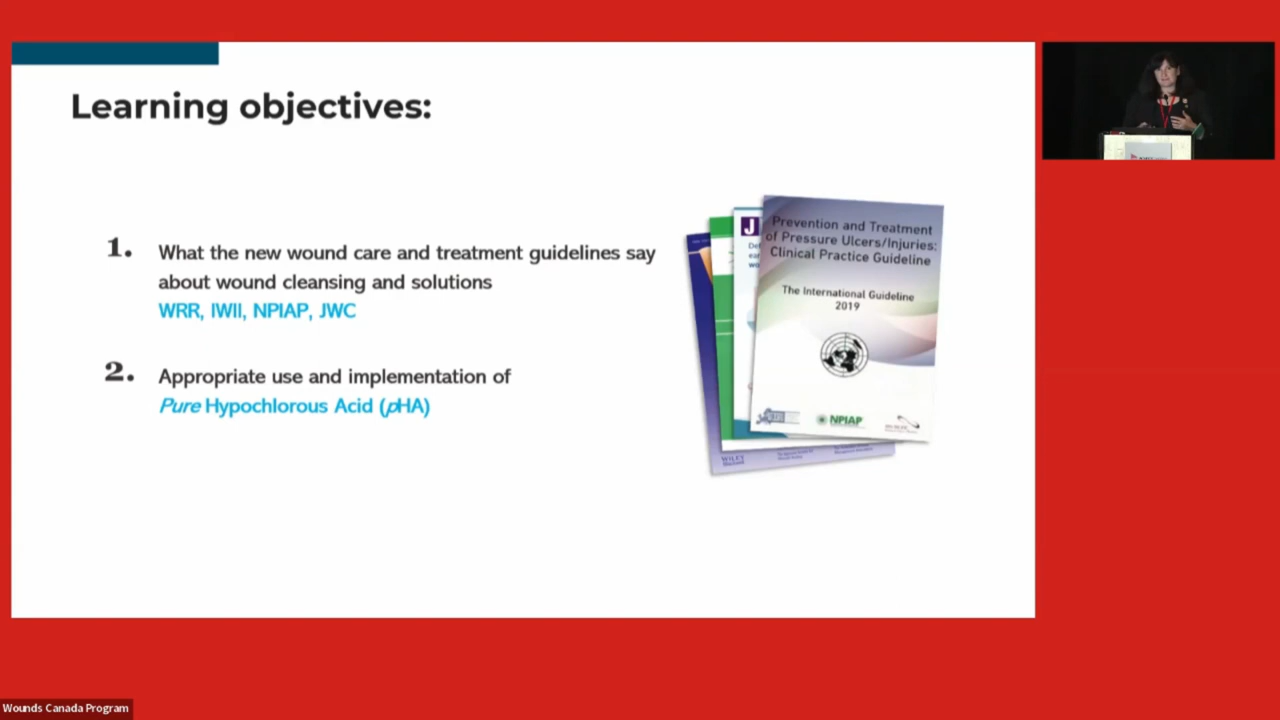 Learning objectives:
1. What the new wound care and treatment guidelines say
about wound cleansing and solutions
WRR, IWII, NPIAP, JWC
2. Appropriate use and implementation of
Pure Hypochlorous Acid (pHA)
J
Prevention and Treatment
of Pressure Ulcers/Injuries:
Clinical Practice Guideline
The International Guideline
2019
NPIAP
WILEY
Wounds Canada Program